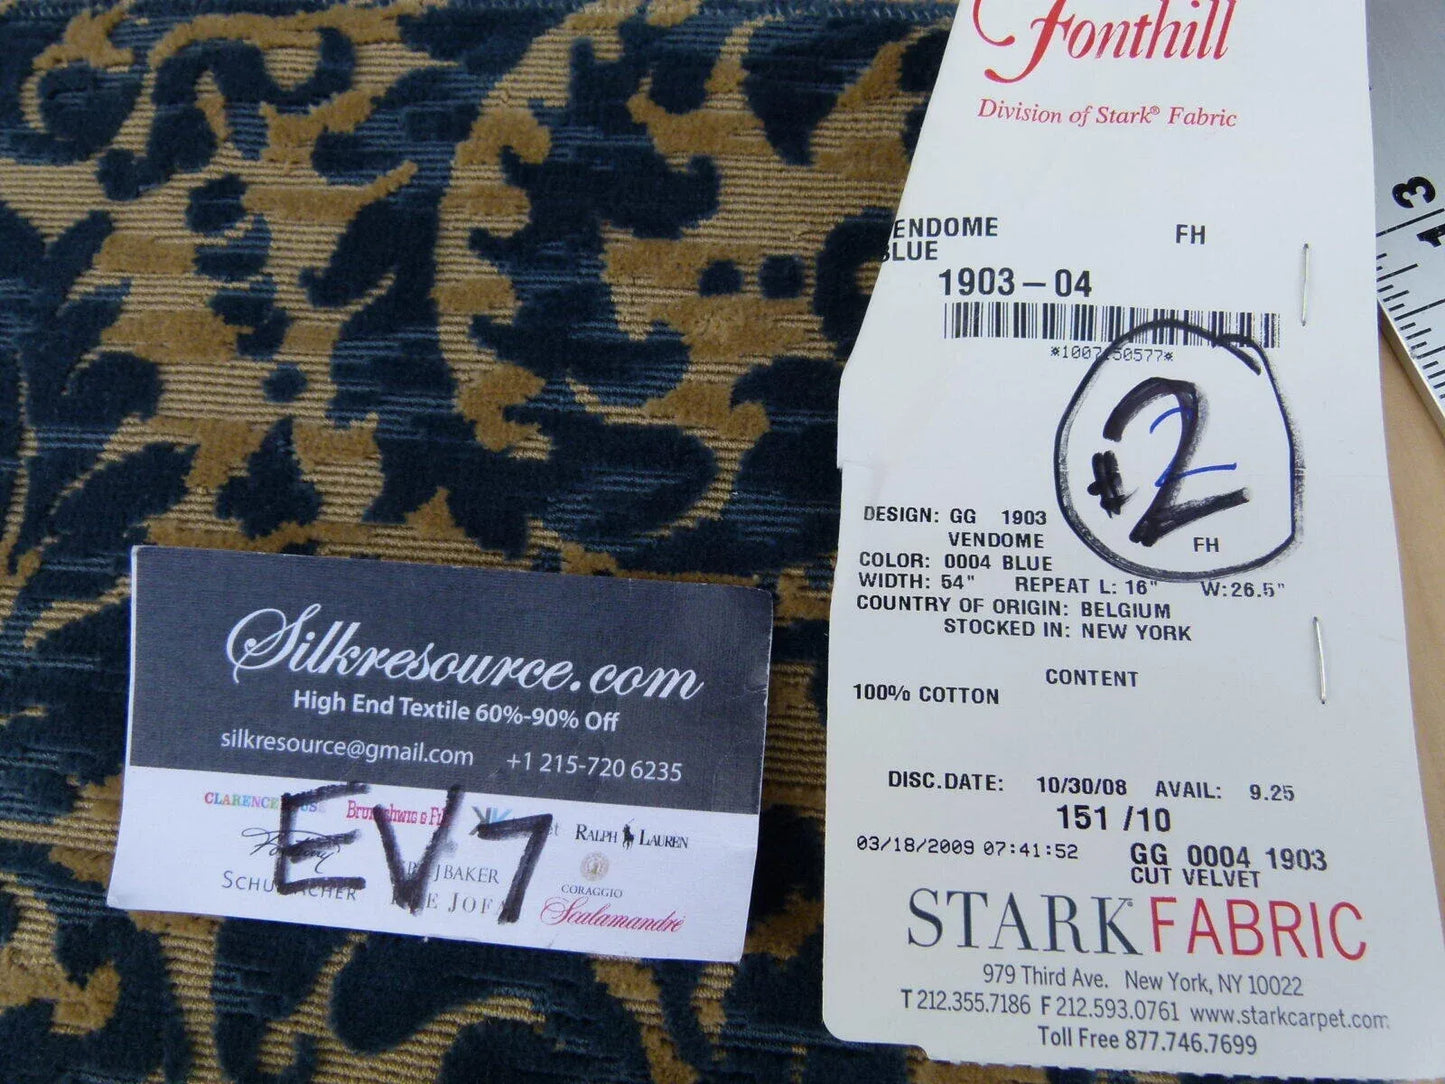 Fonthill
Division of Stark® Fabric
ENDOME FH
BLUE
1903-04
#2
DESIGN: GG 1903
VENDOME FH
COLOR: 0004 BLUE
WIDTH: 54" REPEAT L: 16" W:26.5"
COUNTRY OF ORIGIN: BELGIUM
STOCKED IN: NEW YORK
CONTENT
100% COTTON
DISC.DATE: 10/30/08 AVAIL: 9.25
151 /10
03/18/2009 07:41:52
GG 0004 1903
CUT VELVET
STARK FABRIC
979 Third Ave. New York, NY 10022
T 212.355.7186 F 212.593.0761 www.starkcarpet.com
Toll Free 877.746.7699
Silkresource.com
High End Textile 60%-90% Off
silkresource@gmail.com +1 215-720 6235
CLARENCE
RALPH LAUREN
EV7
BAKER
CORAGGIO
Scalamandré
3
1